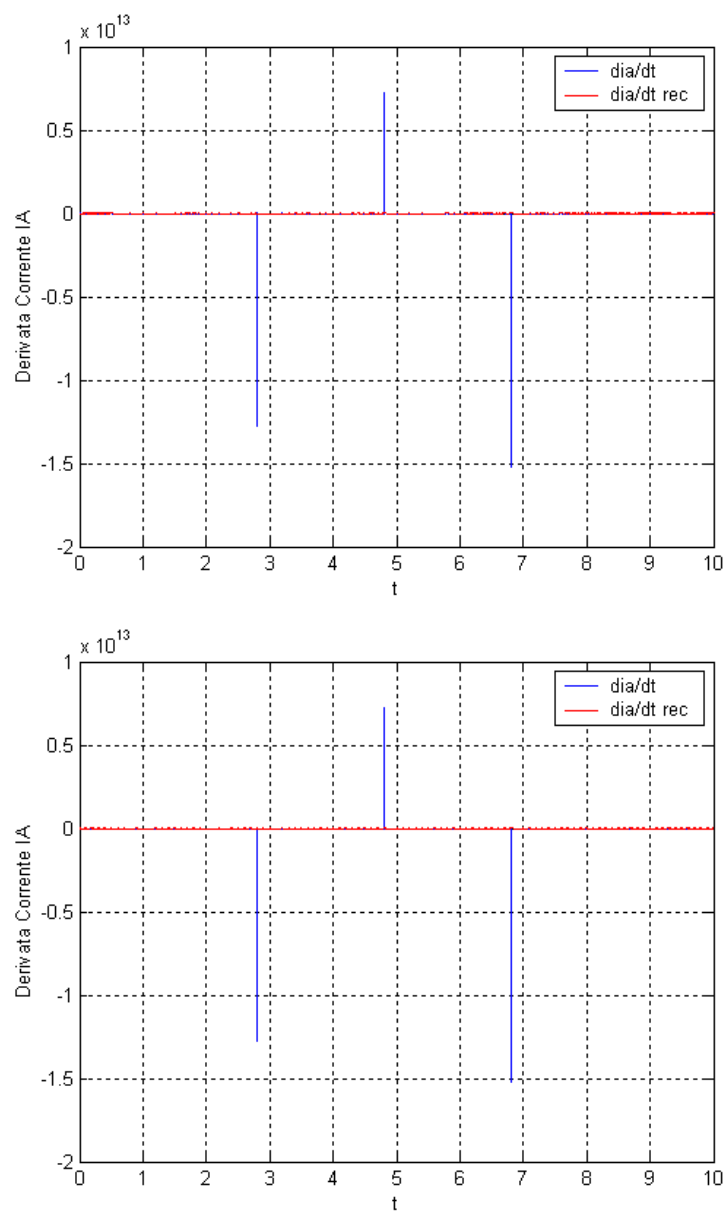 x 10^13
1
0.5
0
-0.5
-1
-1.5
-2
Derivata Corrente IA
dia/dt
dia/dt rec
0 1 2 3 4 5 6 7 8 9 10
t
x 10^13
1
0.5
0
-0.5
-1
-1.5
-2
Derivata Corrente IA
dia/dt
dia/dt rec
0 1 2 3 4 5 6 7 8 9 10
t